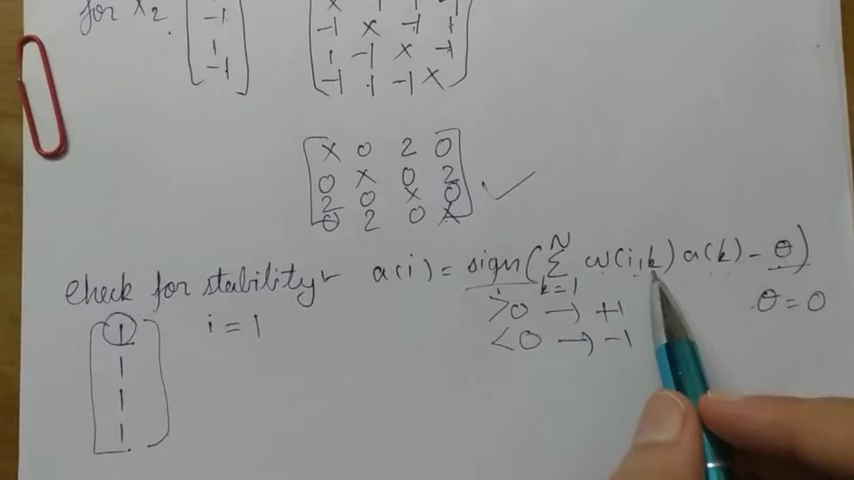 for x₂
-1
1
-1
-1 x -1 1
1 -1 x -1
-1 1 -1 x
x 0 2 0
0 x 0 2
2 0 x 0
0 2 0 x
Check for stability a(i) = sign( N Σ k=1 w(i,k) a(k) - θ )
>0 → +1
θ = 0
<0 → -1
i = 1
1
1
1
1